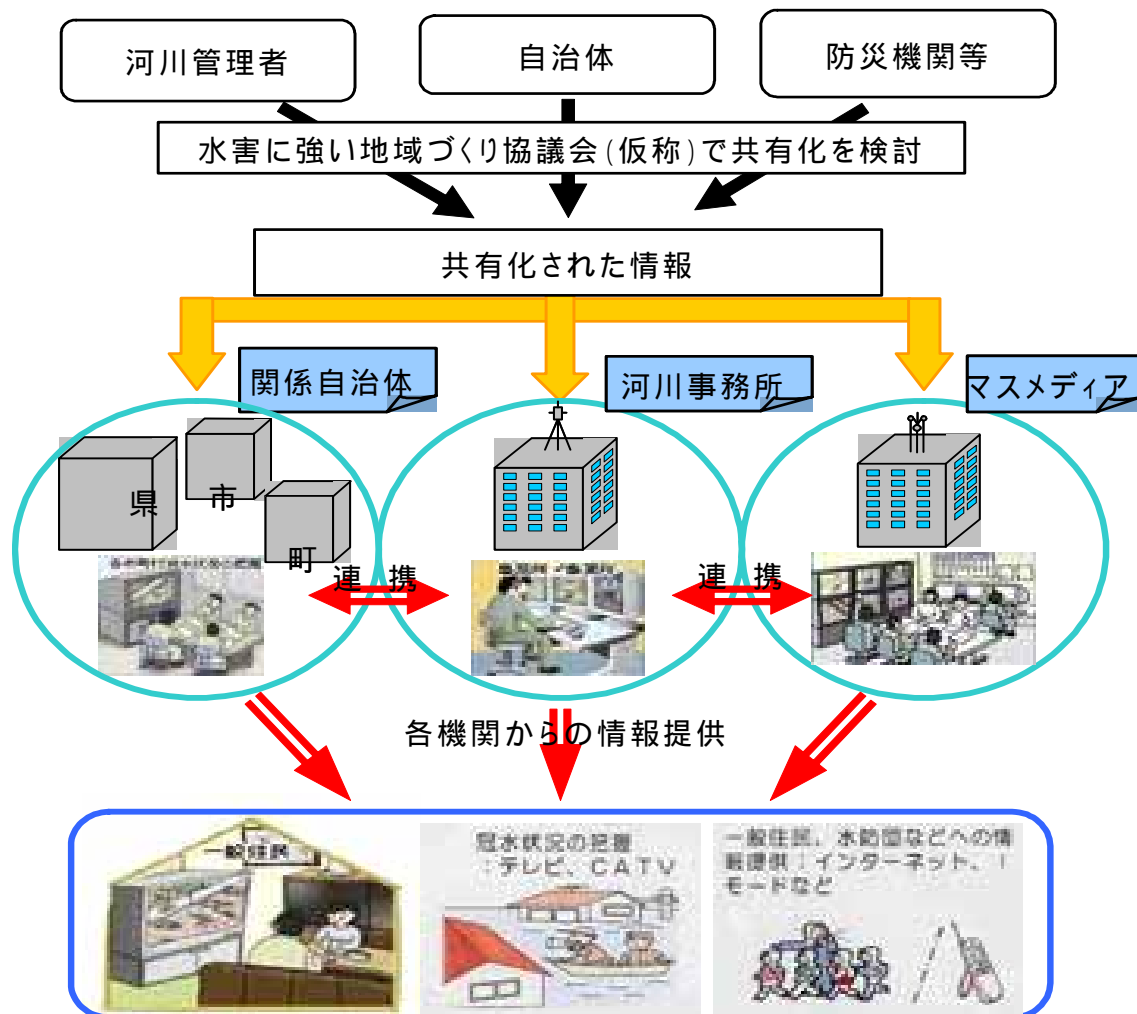 河川管理者
自治体
防災機関等
水害に強い地域づくり協議会(仮称)で共有化を検討
共有化された情報
関係自治体
河川事務所
マスメディア
県
市
町
連携
連携
各機関からの情報提供
一般住民
冠水状況の把握
:テレビ、CATV
一般住民、水防団などへの情
報提供:インターネット、i
モードなど